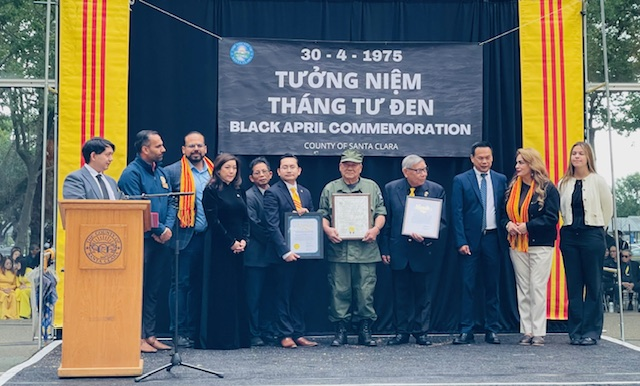 30 - 4 - 1975
TƯỞNG NIỆM
THÁNG TƯ ĐEN
BLACK APRIL COMMEMORATION
COUNTY OF SANTA CLARA